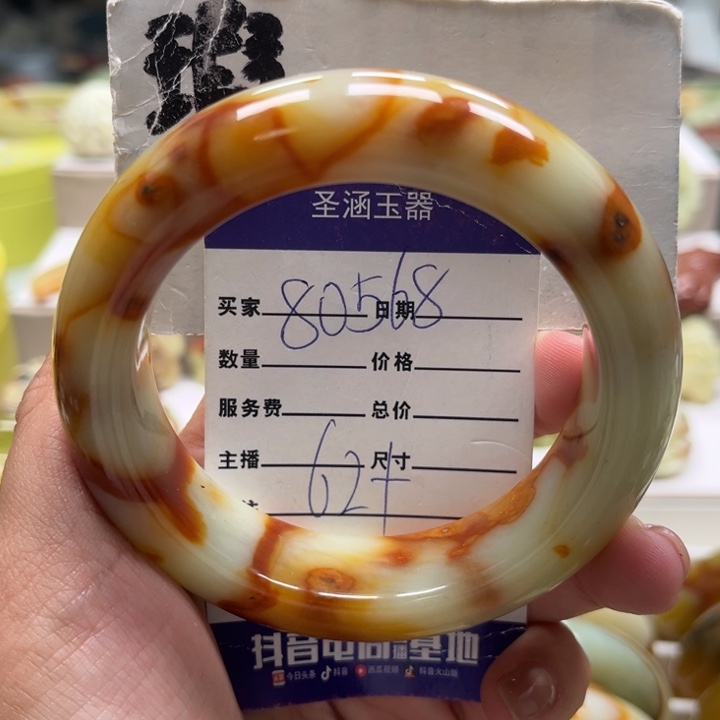 圣涵玉器
买家 80568 日期
数量 价格
服务费 总价
主播 尺寸
62+
抖音电商直播基地
今日头条 抖音 西瓜视频 抖音火山版